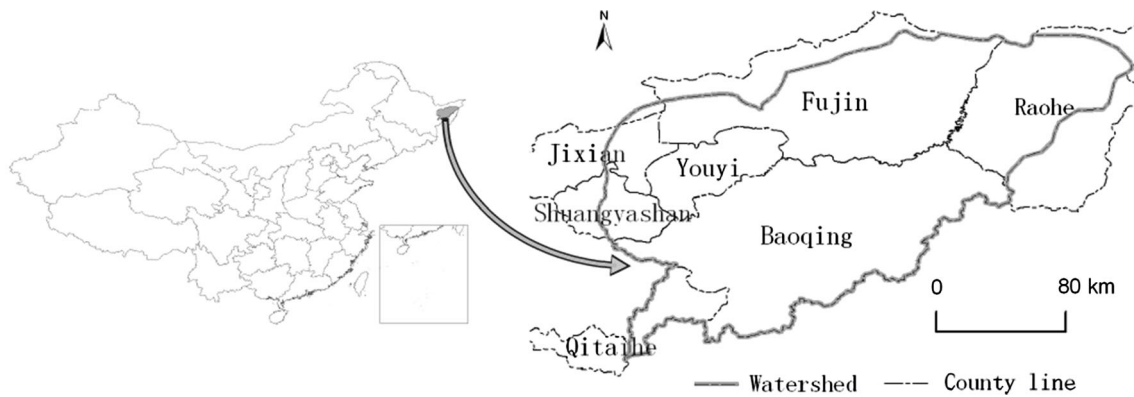 N
Fujin
Raohe
Jixian
Youyi
Shuangyashan
Baoqing
0 80 km
Qitaihe
Watershed County line